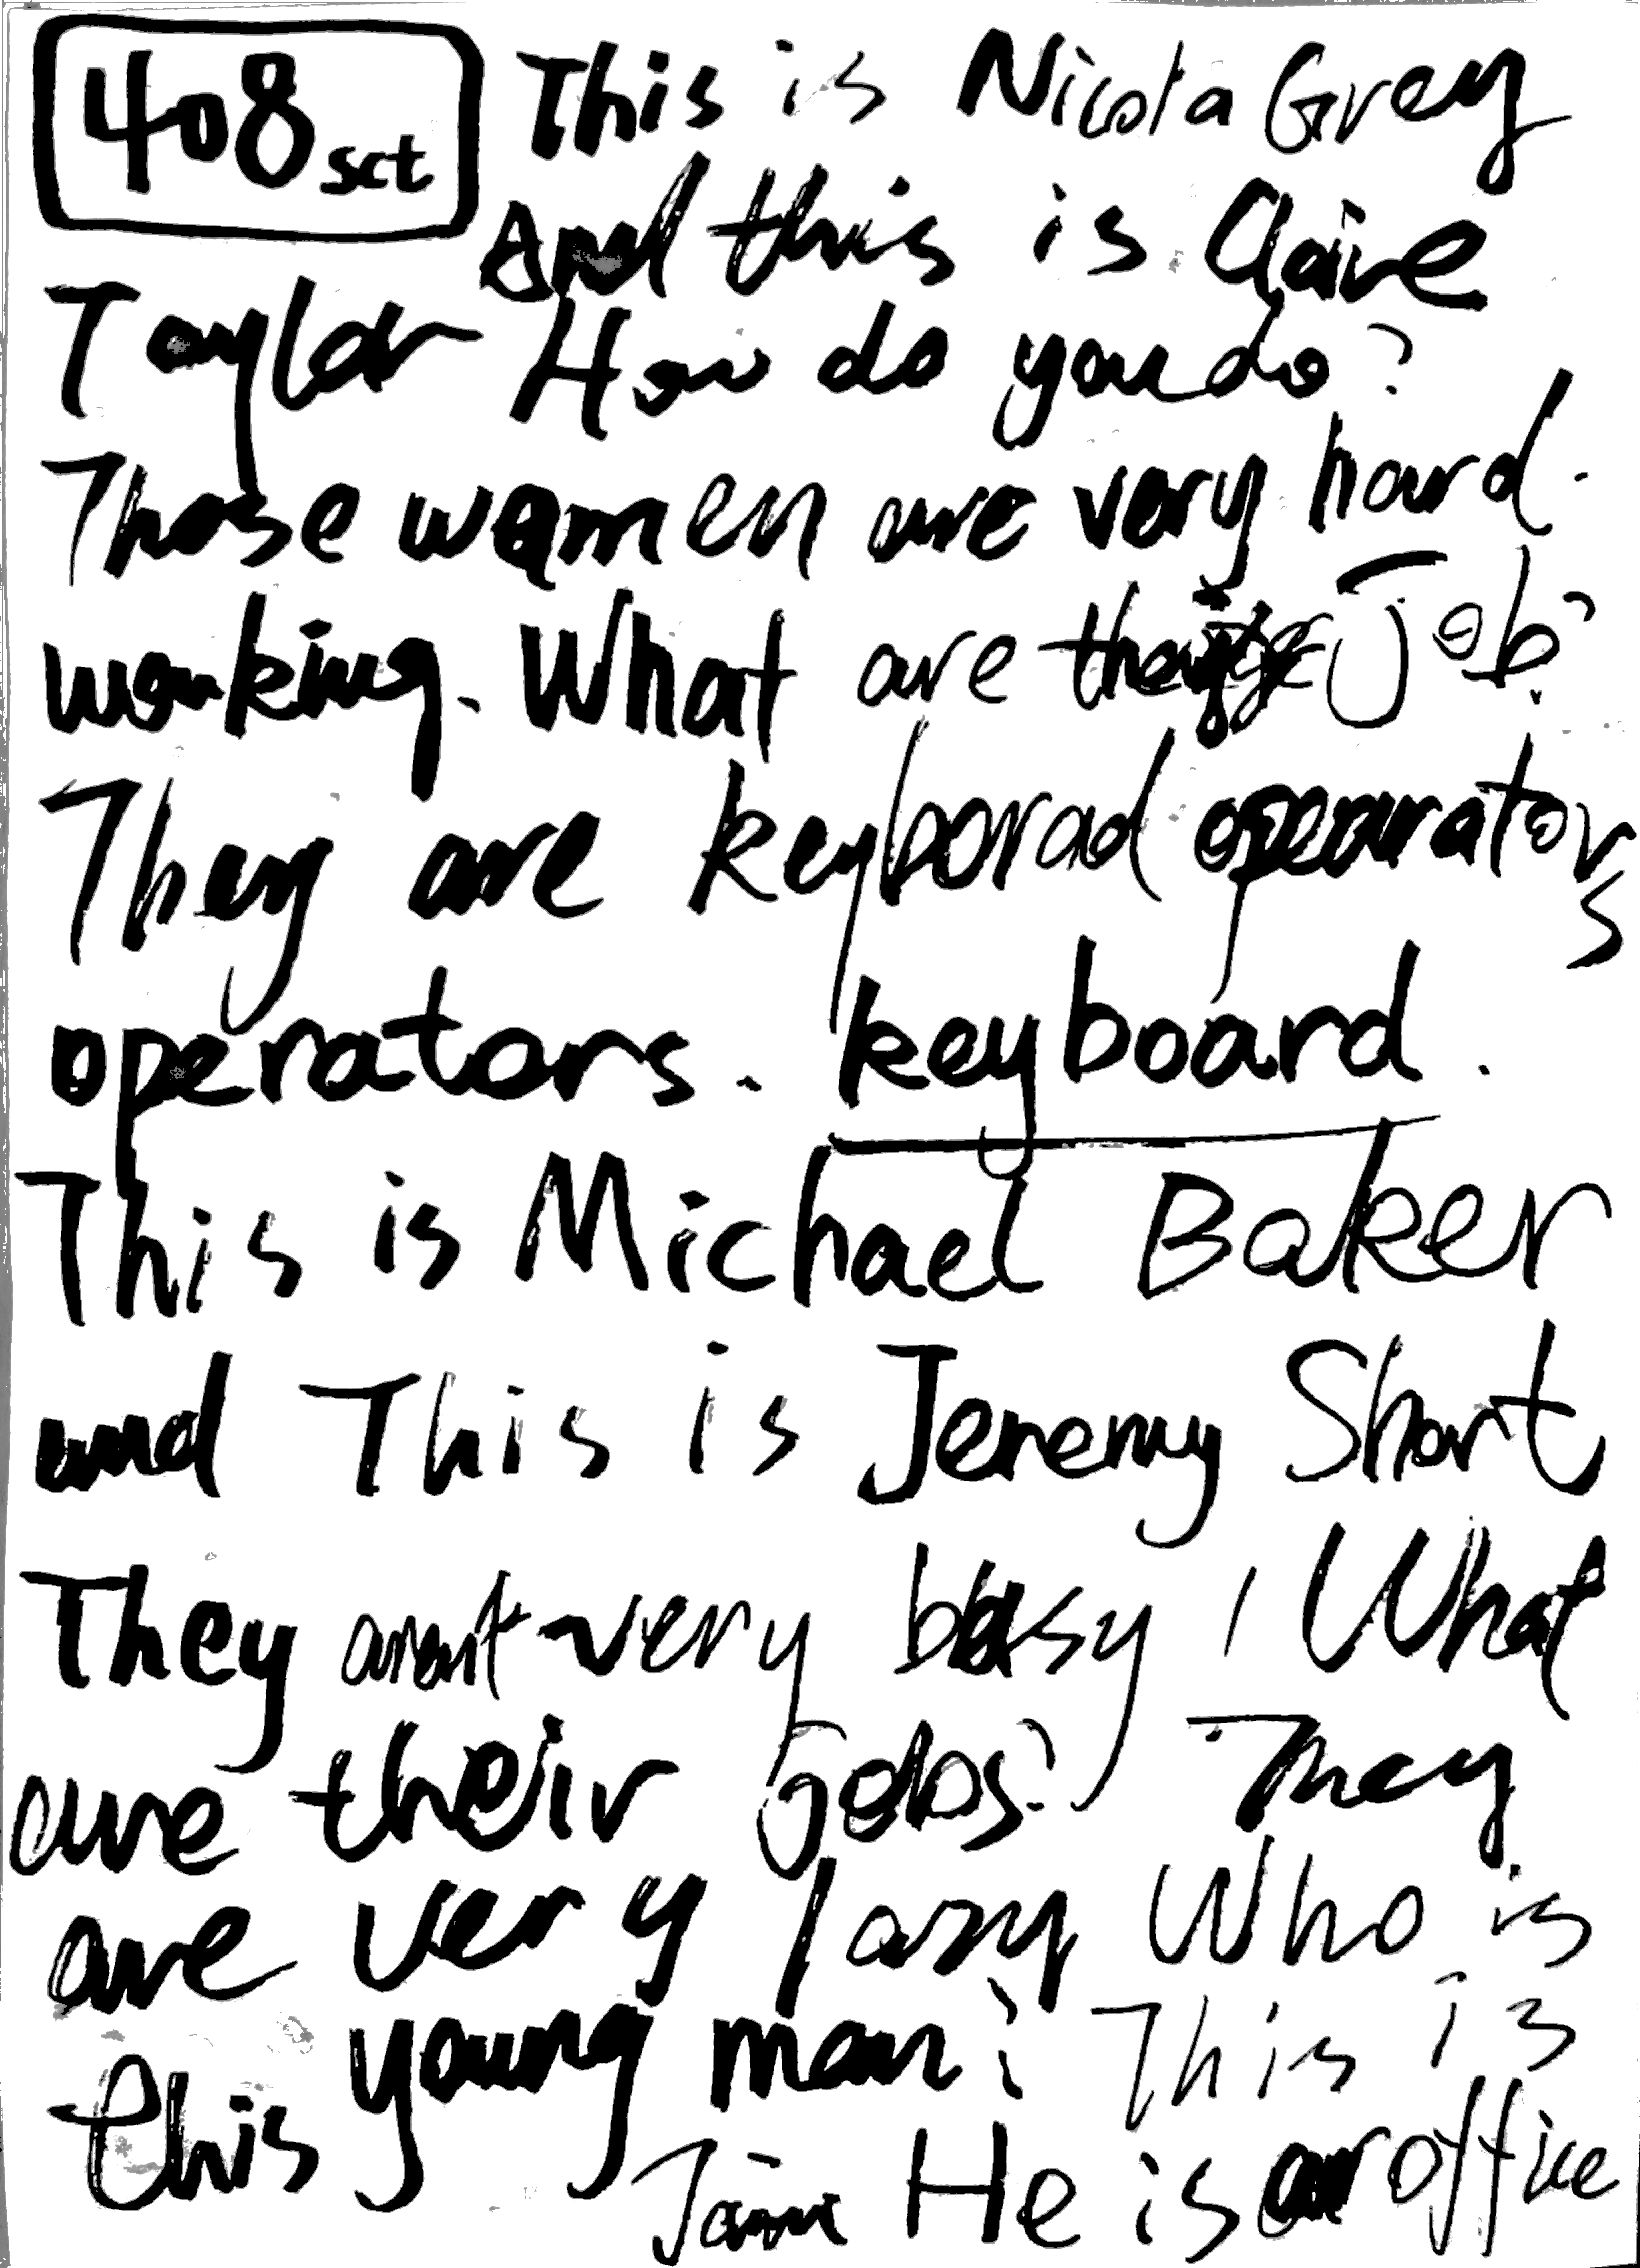 408 sct This is Nicola Grey
And this is Claire
Taylor How do you do?
Those women are very hard.
working. What are their Job?
They are keyborad operators
operators. keyboard.
This is Michael Baker
and This is Jeremy Short
They arent very busy, What
are their Jobs? They
are very lazy Who is
this young man? This is
Jim He is an office